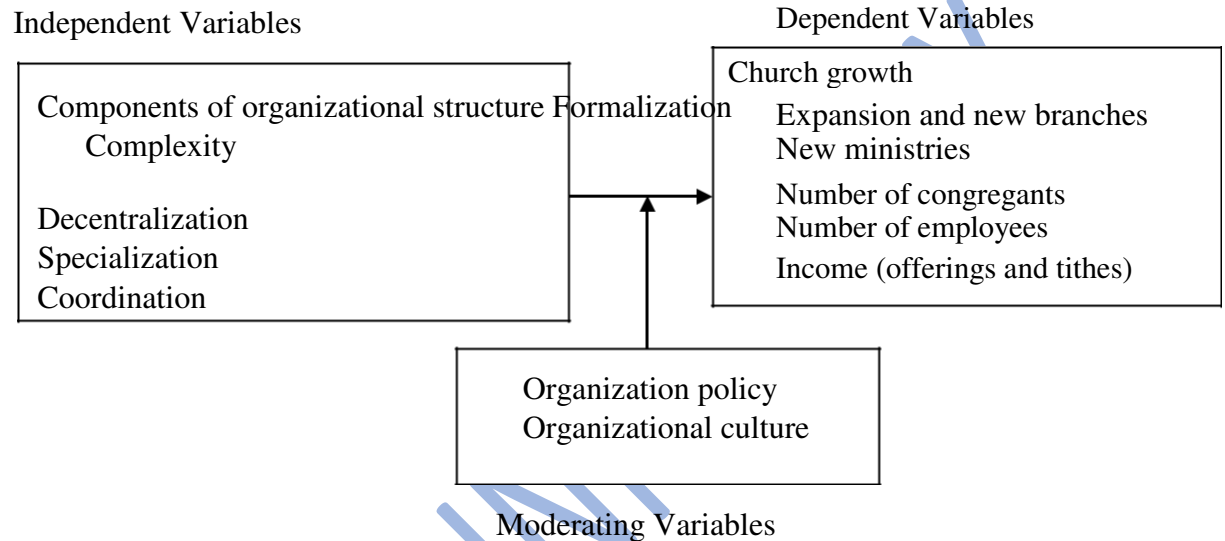 Independent Variables
Components of organizational structure Formalization
Complexity
Decentralization
Specialization
Coordination
Dependent Variables
Church growth
Expansion and new branches
New ministries
Number of congregants
Number of employees
Income (offerings and tithes)
Organization policy
Organizational culture
Moderating Variables